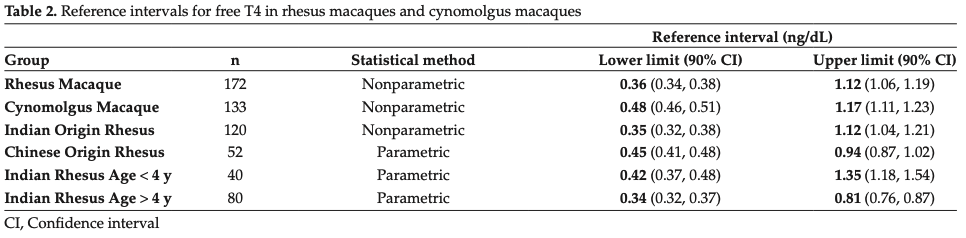 Table 2. Reference intervals for free T4 in rhesus macaques and cynomolgus macaques
Reference interval (ng/dL)
Group n Statistical method Lower limit (90% CI) Upper limit (90% CI)
Rhesus Macaque 172 Nonparametric 0.36 (0.34, 0.38) 1.12 (1.06, 1.19)
Cynomolgus Macaque 133 Nonparametric 0.48 (0.46, 0.51) 1.17 (1.11, 1.23)
Indian Origin Rhesus 120 Nonparametric 0.35 (0.32, 0.38) 1.12 (1.04, 1.21)
Chinese Origin Rhesus 52 Parametric 0.45 (0.41, 0.48) 0.94 (0.87, 1.02)
Indian Rhesus Age < 4 y 40 Parametric 0.42 (0.37, 0.48) 1.35 (1.18, 1.54)
Indian Rhesus Age > 4 y 80 Parametric 0.34 (0.32, 0.37) 0.81 (0.76, 0.87)
CI, Confidence interval